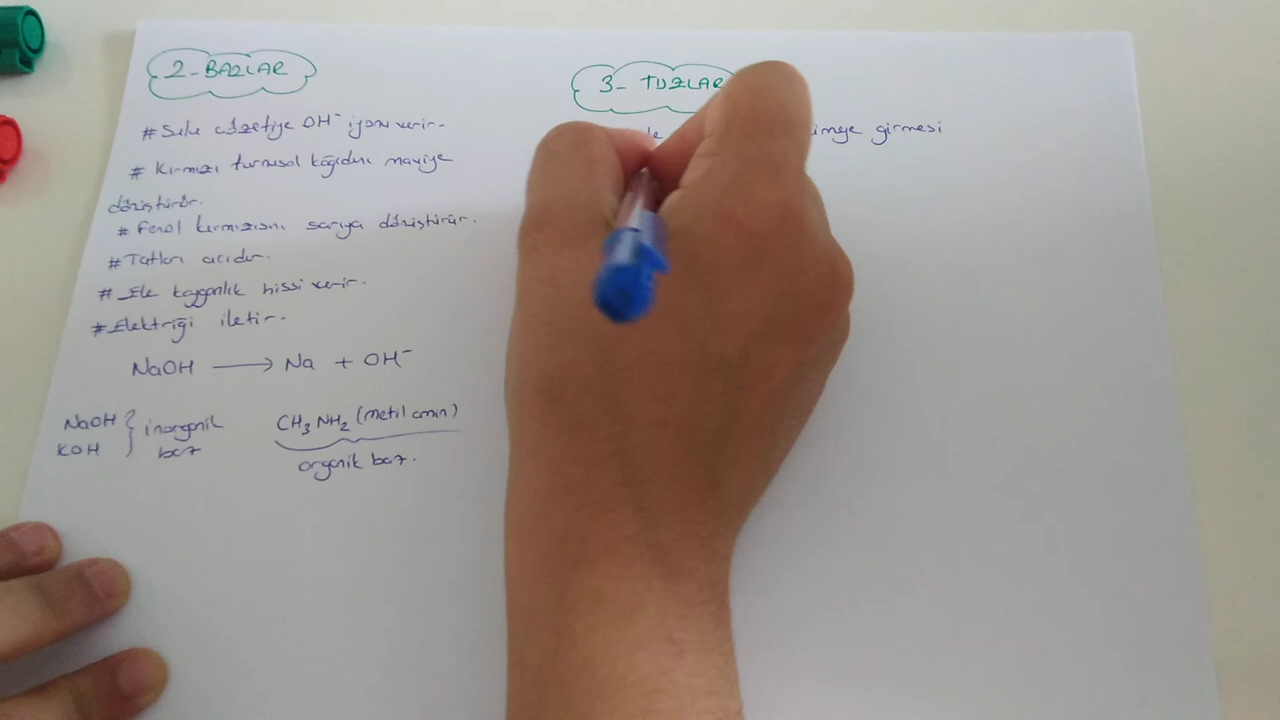 2- BAZLAR
# Sulu çözeltiye OH⁻ iyonu verir.
# Kırmızı turnusol kağıdını maviye
dönüştürür.
# Fenol kırmızısını sarıya dönüştürür.
# Tatları acıdır.
# Ele kayganlık hissi verir.
# Elektriği iletir.
NaOH → Na + OH⁻
NaOH } inorganik
KOH baz
CH₃NH₂ (metil amin)
organik baz.
3- TUZLAR
girmesi